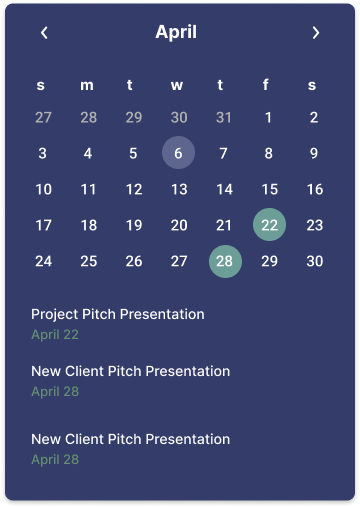 April
s m t w t f s
27 28 29 30 31 1 2
3 4 5 6 7 8 9
10 11 12 13 14 15 16
17 18 19 20 21 22 23
24 25 26 27 28 29 30
Project Pitch Presentation
April 22
New Client Pitch Presentation
April 28
New Client Pitch Presentation
April 28